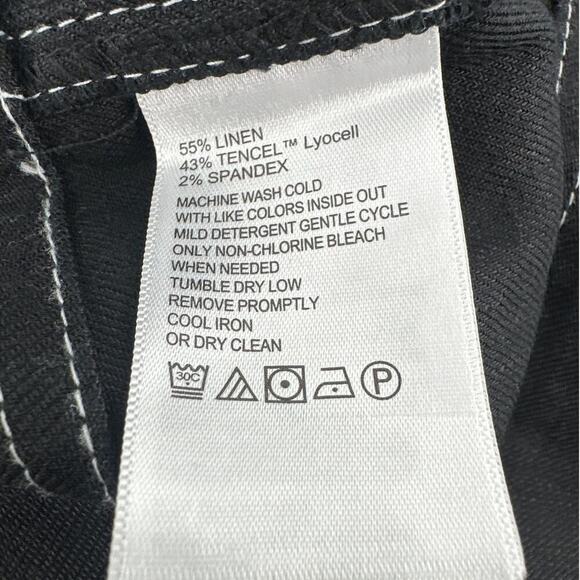 55% LINEN
43% TENCEL™ Lyocell
2% SPANDEX
MACHINE WASH COLD
WITH LIKE COLORS INSIDE OUT
MILD DETERGENT GENTLE CYCLE
ONLY NON-CHLORINE BLEACH
WHEN NEEDED
TUMBLE DRY LOW
REMOVE PROMPTLY
COOL IRON
OR DRY CLEAN
30C P